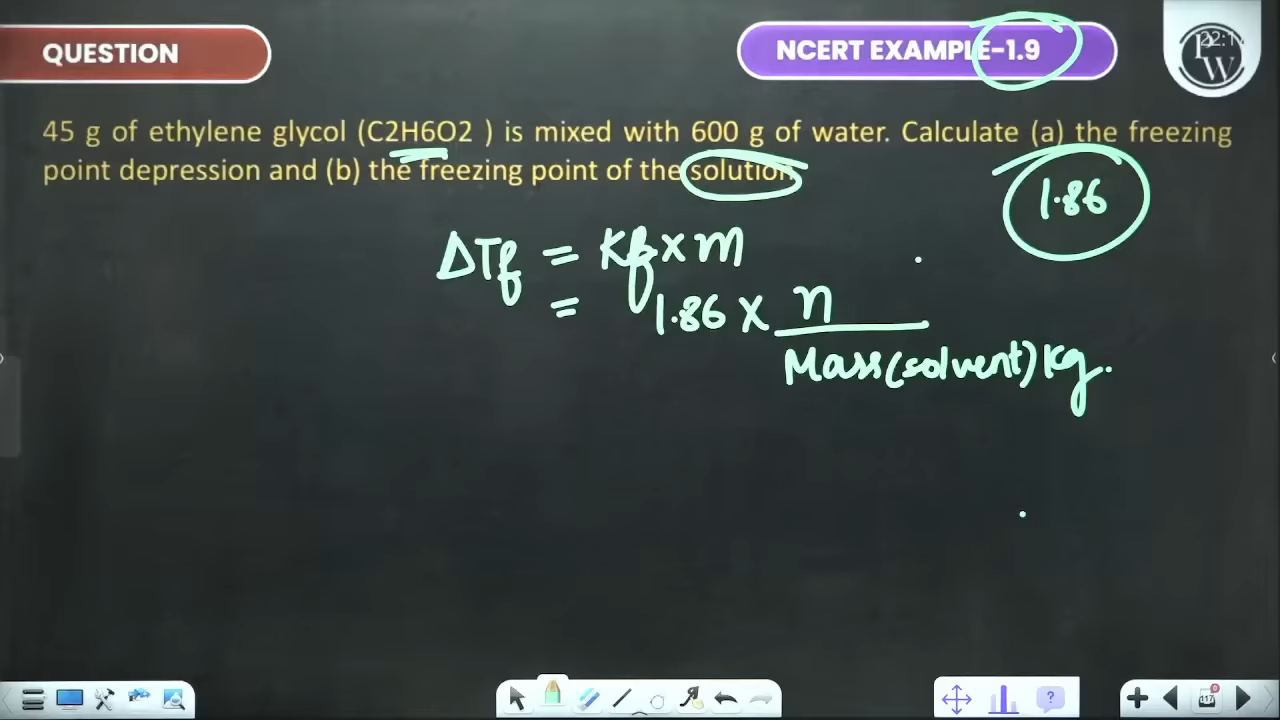 QUESTION
NCERT EXAMPLE-1.9
45 g of ethylene glycol (C2H6O2 ) is mixed with 600 g of water. Calculate (a) the freezing
point depression and (b) the freezing point of the solution
1.86
ΔTf = Kf × m
= 1.86 × n
Mass(solvent) Kg.